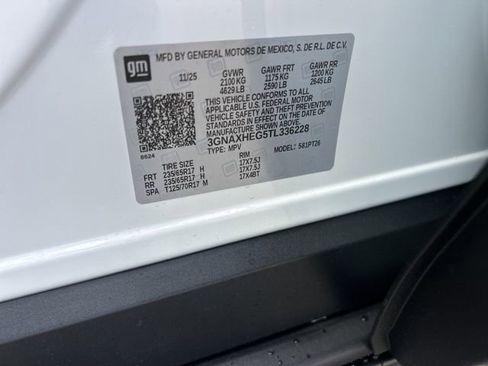 gm
MFD BY GENERAL MOTORS DE MEXICO, S. DE R.L. DE C.V.
11/25 GVWR GAWR FRT GAWR RR
2100 KG 1175 KG 1200 KG
4629 LB 2590 LB 2645 LB
THIS VEHICLE CONFORMS TO ALL
APPLICABLE U.S. FEDERAL MOTOR
VEHICLE SAFETY AND THEFT PREVENTION
STANDARDS IN EFFECT ON THE DATE OF
MANUFACTURE SHOWN ABOVE.
3GNAXHEG5TL336228
TYPE: MPV MODEL: 581PT26
8624
TIRE SIZE RIM
FRT 235/65R17 H 17X7.5J
RR 235/65R17 H 17X7.5J
SPA T125/70R17 M 17X4BT